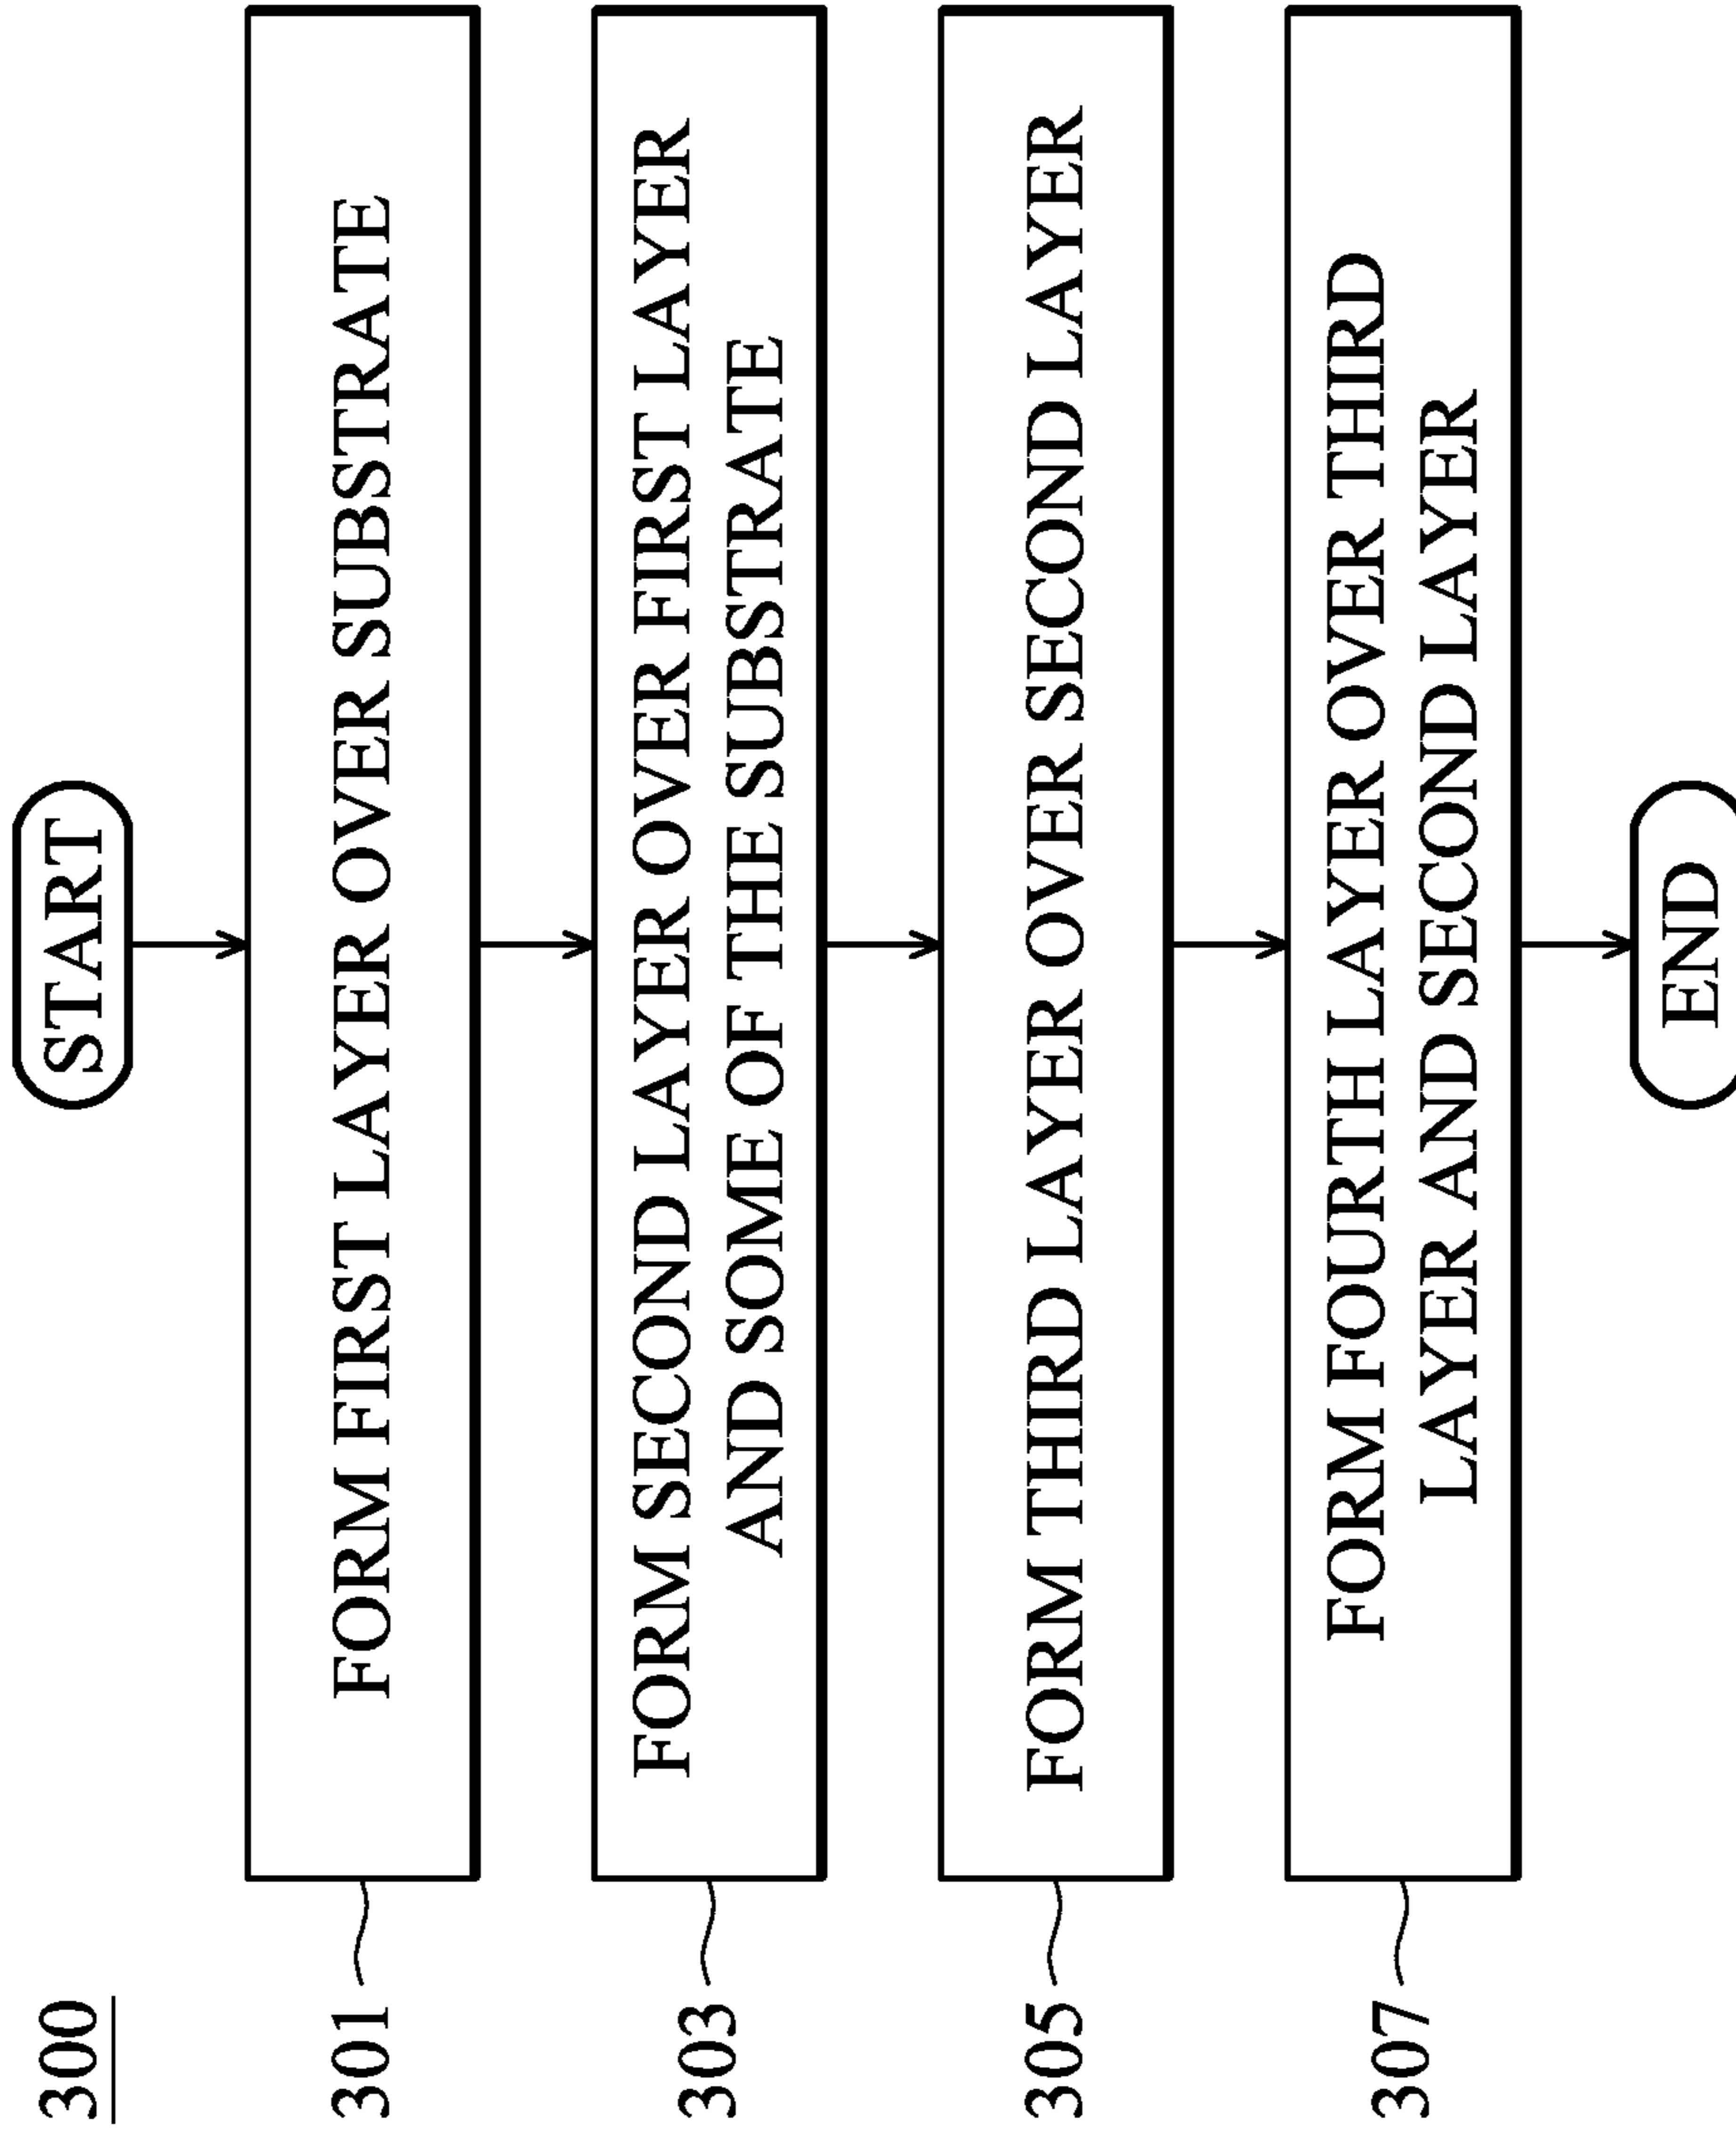 300
START
301
FORM FIRST LAYER OVER SUBSTRATE
303
FORM SECOND LAYER OVER FIRST LAYER
AND SOME OF THE SUBSTRATE
305
FORM THIRD LAYER OVER SECOND LAYER
307
FORM FOURTH LAYER OVER THIRD
LAYER AND SECOND LAYER
END